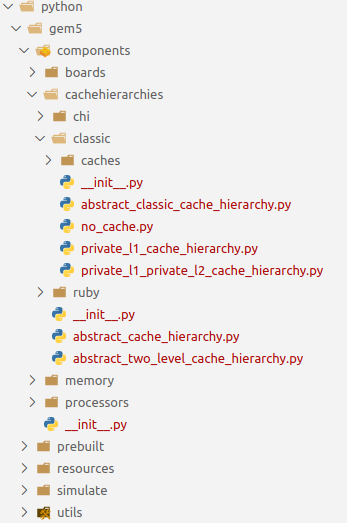 python
gem5
components
boards
cachehierarchies
chi
classic
caches
__init__.py
abstract_classic_cache_hierarchy.py
no_cache.py
private_l1_cache_hierarchy.py
private_l1_private_l2_cache_hierarchy.py
ruby
__init__.py
abstract_cache_hierarchy.py
abstract_two_level_cache_hierarchy.py
memory
processors
__init__.py
prebuilt
resources
simulate
utils